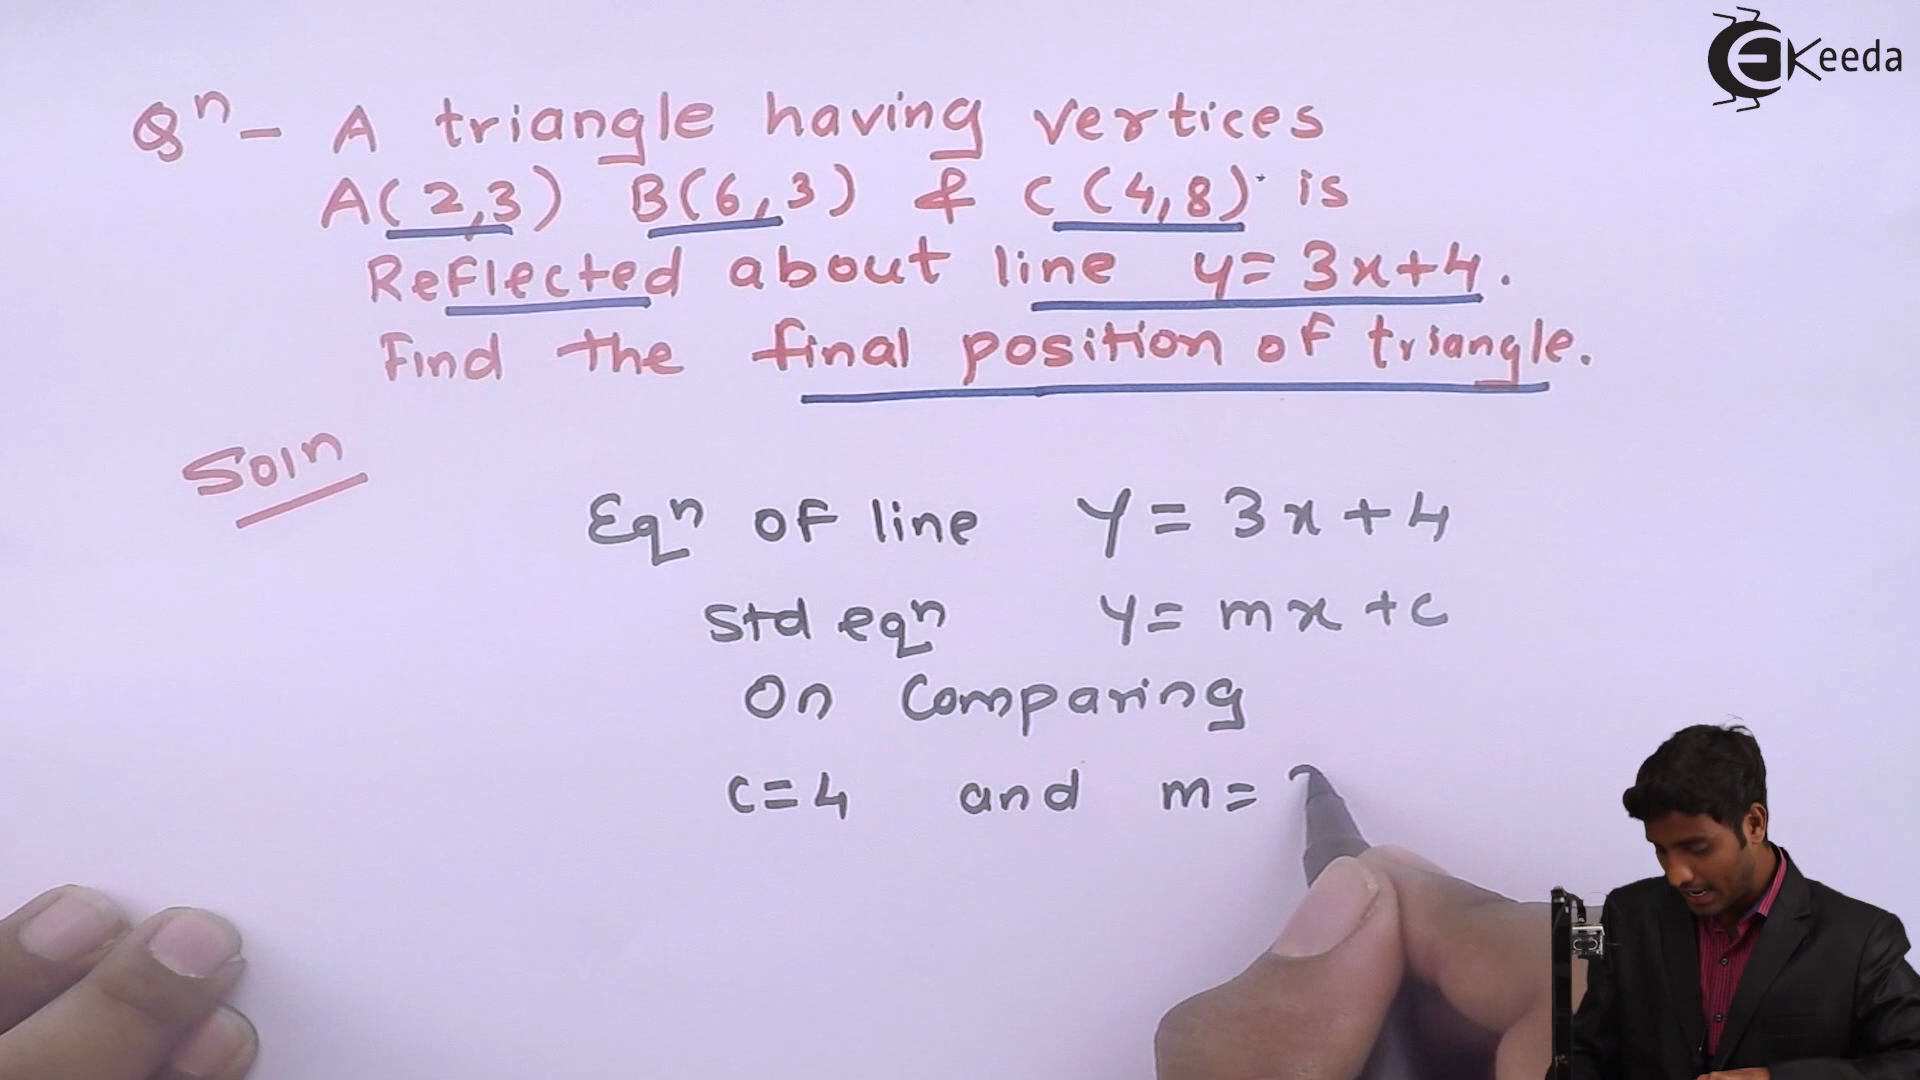 EKeeda
Qn - A triangle having vertices
A(2,3) B(6,3) & C(4,8) is
Reflected about line y=3x+4.
Find the final position of triangle.
Soln
Eqn of line y=3x+4
Std eqn y=mx+c
On Comparing
c=4 and m=